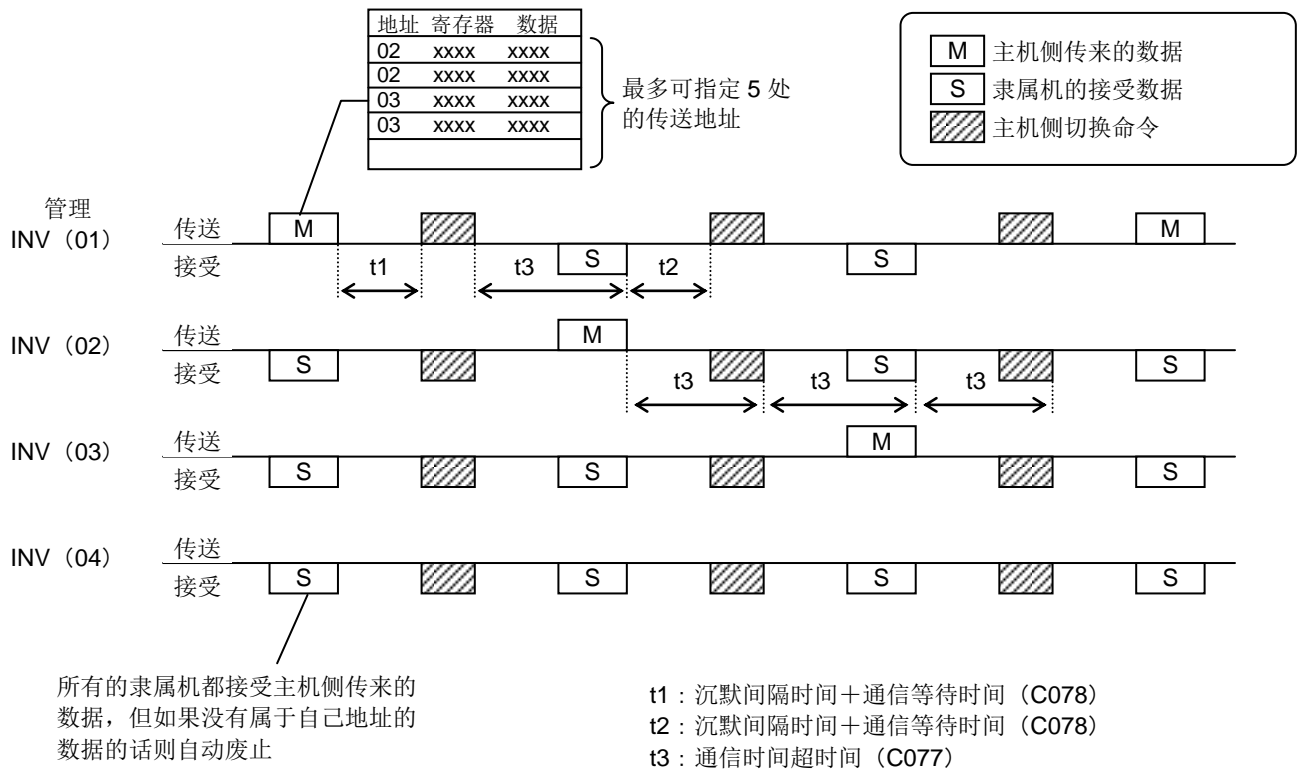 地址 寄存器 数据
02 xxxx xxxx
02 xxxx xxxx
03 xxxx xxxx
03 xxxx xxxx
最多可指定 5 处
的传送地址
M 主机侧传来的数据
S 隶属机的接受数据
主机侧切换命令
管理
INV（01）
传送
接受
M
t1
t3
S
t2
S
M
INV（02）
传送
接受
S
M
t3
t3
S
t3
S
INV（03）
传送
接受
S
S
M
S
INV（04）
传送
接受
S
S
S
S
所有的隶属机都接受主机侧传来的
数据，但如果没有属于自己地址的
数据的话则自动废止
t1：沉默间隔时间＋通信等待时间（C078）
t2：沉默间隔时间＋通信等待时间（C078）
t3：通信时间超时间（C077）